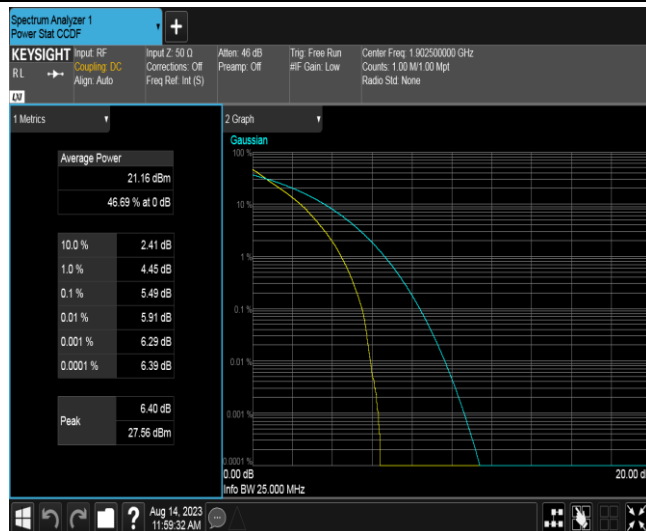 Spectrum Analyzer 1
Power Stat CCDF
+
KEYSIGHT
RL
Input: RF
Coupling: DC
Align: Auto
Input Z: 50 Ω
Corrections: Off
Freq Ref: Int (S)
Atten: 46 dB
Preamp: Off
Trig: Free Run
#IF Gain: Low
Center Freq: 1.902500000 GHz
Counts: 1.00 M/1.00 Mpt
Radio Std: None
1 Metrics
Average Power
21.16 dBm
46.69 % at 0 dB
10.0 % 2.41 dB
1.0 % 4.45 dB
0.1 % 5.49 dB
0.01 % 5.91 dB
0.001 % 6.29 dB
0.0001 % 6.39 dB
Peak
6.40 dB
27.56 dBm
2 Graph
Gaussian
100 %
10 %
1 %
0.1 %
0.01 %
0.001 %
0.0001 %
0.00 dB
20.00 d
Info BW 25.000 MHz
?
Aug 14, 2023
11:59:32 AM